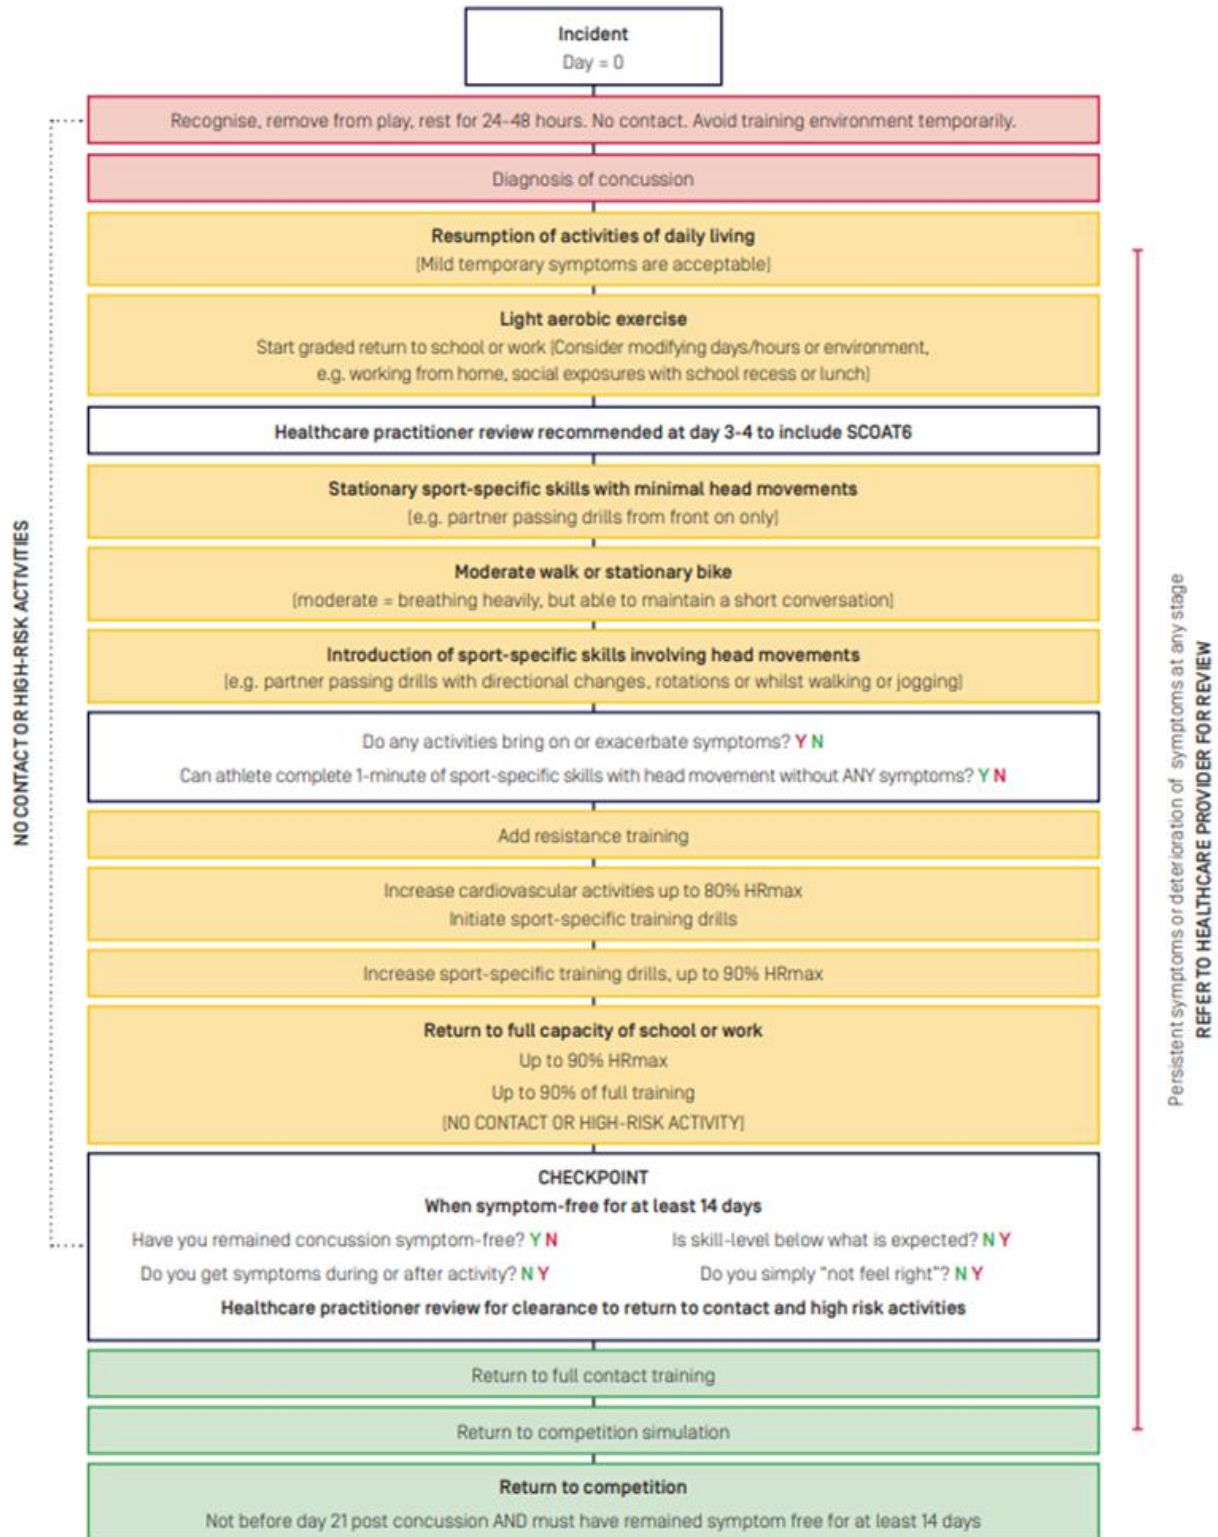 Incident
Day = 0
Recognise, remove from play, rest for 24-48 hours. No contact. Avoid training environment temporarily.
Diagnosis of concussion
Resumption of activities of daily living
[Mild temporary symptoms are acceptable]
Light aerobic exercise
Start graded return to school or work [Consider modifying days/hours or environment,
e.g. working from home, social exposures with school recess or lunch]
Healthcare practitioner review recommended at day 3-4 to include SCOAT6
Stationary sport-specific skills with minimal head movements
[e.g. partner passing drills from front on only]
Moderate walk or stationary bike
[moderate = breathing heavily, but able to maintain a short conversation]
Introduction of sport-specific skills involving head movements
[e.g. partner passing drills with directional changes, rotations or whilst walking or jogging]
Do any activities bring on or exacerbate symptoms? Y N
Can athlete complete 1-minute of sport-specific skills with head movement without ANY symptoms? Y N
Add resistance training
Increase cardiovascular activities up to 80% HRmax
Initiate sport-specific training drills
Increase sport-specific training drills, up to 90% HRmax
Return to full capacity of school or work
Up to 90% HRmax
Up to 90% of full training
[NO CONTACT OR HIGH-RISK ACTIVITY]
CHECKPOINT
When symptom-free for at least 14 days
Have you remained concussion symptom-free? Y N
Is skill-level below what is expected? N Y
Do you get symptoms during or after activity? N Y
Do you simply "not feel right"? N Y
Healthcare practitioner review for clearance to return to contact and high risk activities
Return to full contact training
Return to competition simulation
Return to competition
Not before day 21 post concussion AND must have remained symptom free for at least 14 days
NO CONTACT OR HIGH-RISK ACTIVITIES
Persistent symptoms or deterioration of symptoms at any stage
REFER TO HEALTHCARE PROVIDER FOR REVIEW